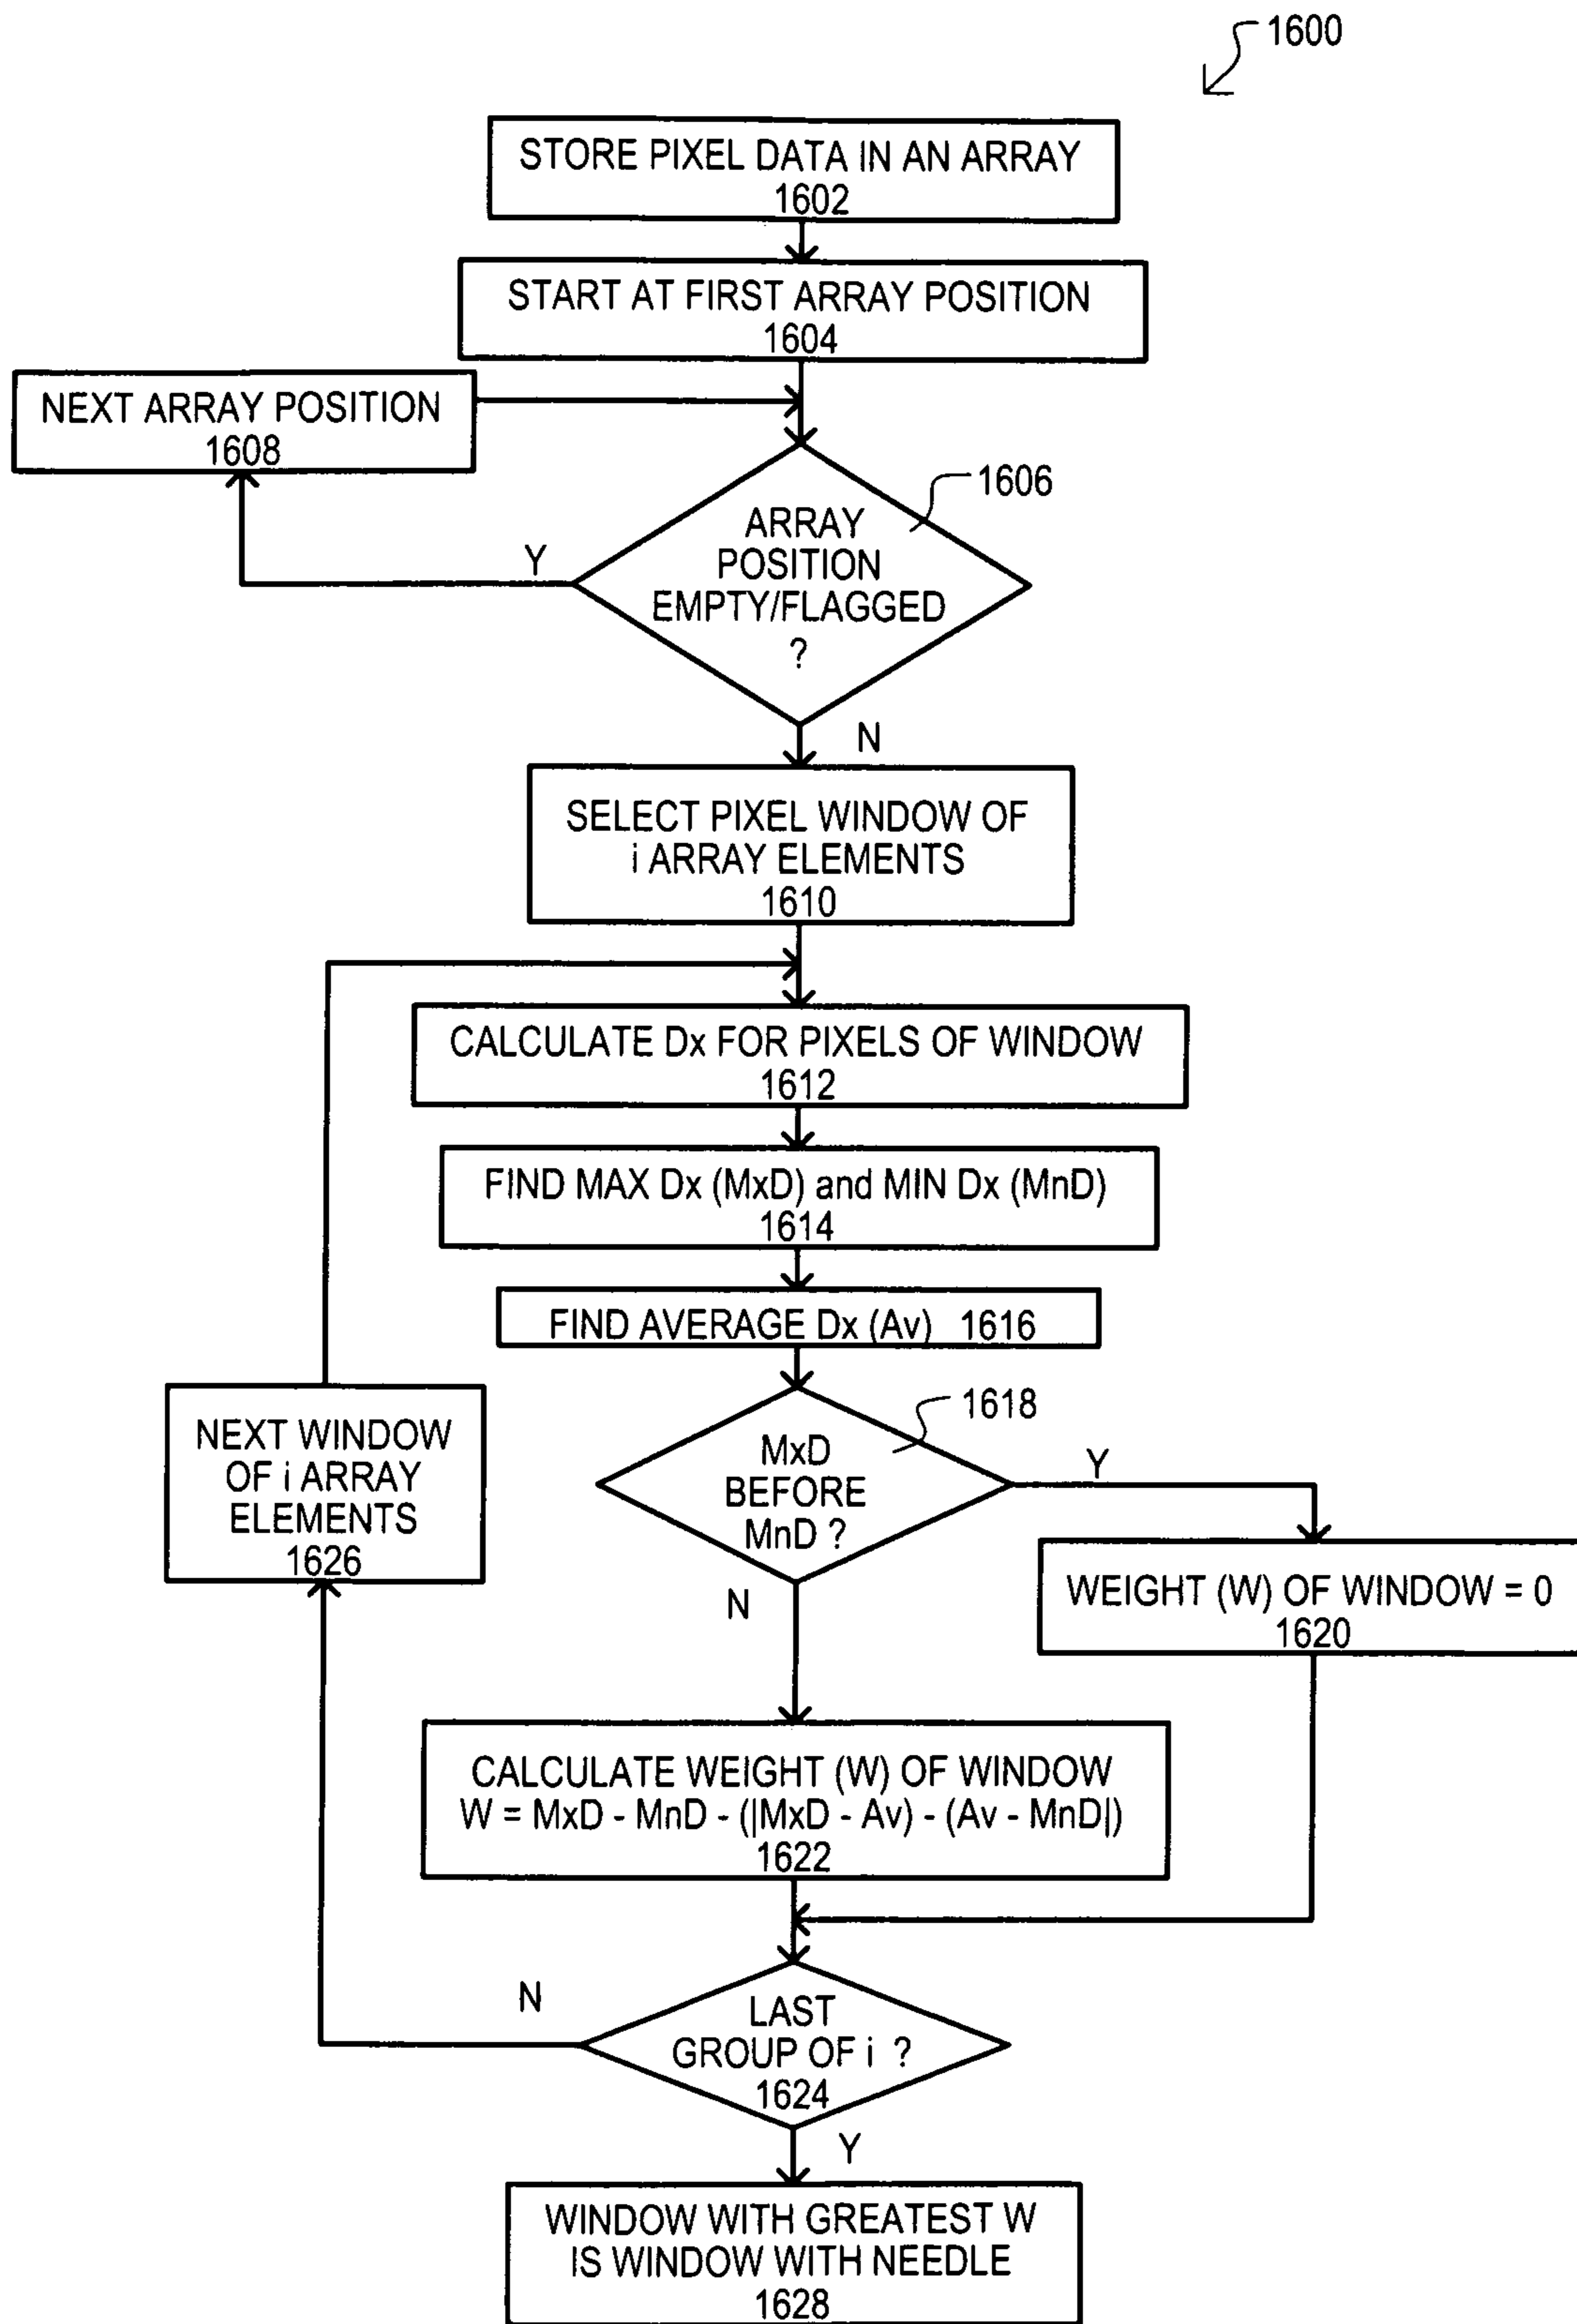 1600
STORE PIXEL DATA IN AN ARRAY
1602
START AT FIRST ARRAY POSITION
1604
NEXT ARRAY POSITION
1608
1606
ARRAY
POSITION
EMPTY/FLAGGED
?
Y
N
SELECT PIXEL WINDOW OF
i ARRAY ELEMENTS
1610
CALCULATE Dx FOR PIXELS OF WINDOW
1612
FIND MAX Dx (MxD) and MIN Dx (MnD)
1614
FIND AVERAGE Dx (Av) 1616
1618
MxD
BEFORE
MnD ?
Y
N
NEXT WINDOW
OF i ARRAY
ELEMENTS
1626
WEIGHT (W) OF WINDOW = 0
1620
CALCULATE WEIGHT (W) OF WINDOW
W = MxD - MnD - (|MxD - Av) - (Av - MnD|)
1622
N
LAST
GROUP OF i ?
1624
Y
WINDOW WITH GREATEST W
IS WINDOW WITH NEEDLE
1628